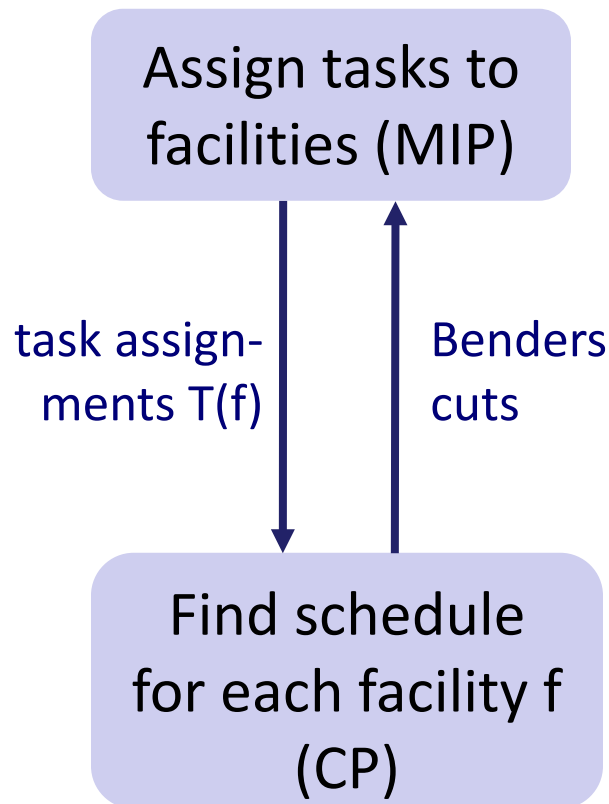 Assign tasks to
facilities (MIP)
task assign-
ments T(f)
Benders
cuts
Find schedule
for each facility f
(CP)